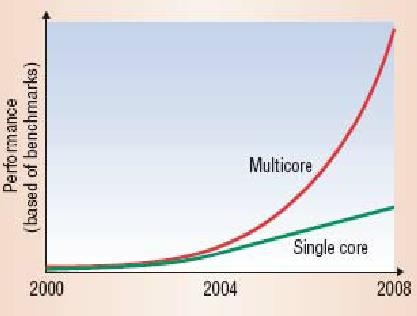 Performance
(based of benchmarks)
Multicore
Single core
2000
2004
2008